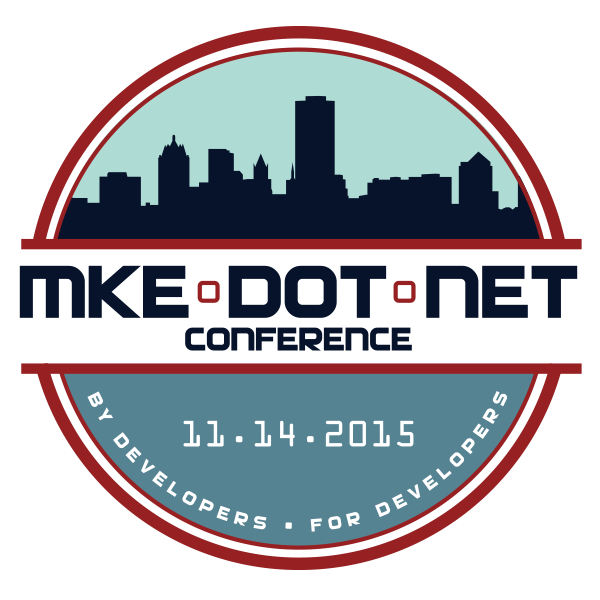 MKE▫DOT▫NET
CONFERENCE
11.14.2015
BY DEVELOPERS · FOR DEVELOPERS